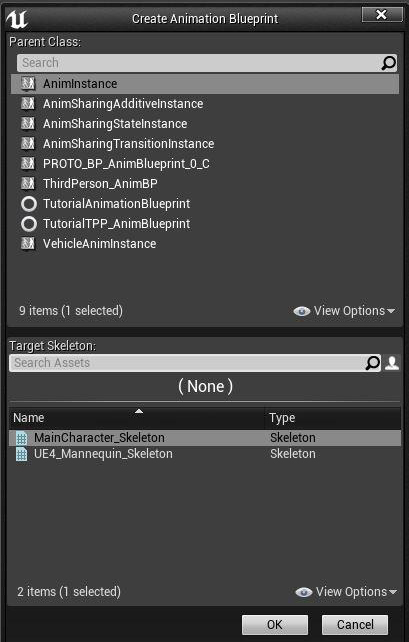 Create Animation Blueprint
Parent Class:
Search
AnimInstance
AnimSharingAdditiveInstance
AnimSharingStateInstance
AnimSharingTransitionInstance
PROTO_BP_AnimBlueprint_0_C
ThirdPerson_AnimBP
TutorialAnimationBlueprint
TutorialTPP_AnimBlueprint
VehicleAnimInstance
9 items (1 selected) View Options
Target Skeleton:
Search Assets
( None )
Name Type
MainCharacter_Skeleton Skeleton
UE4_Mannequin_Skeleton Skeleton
2 items (1 selected) View Options
OK Cancel